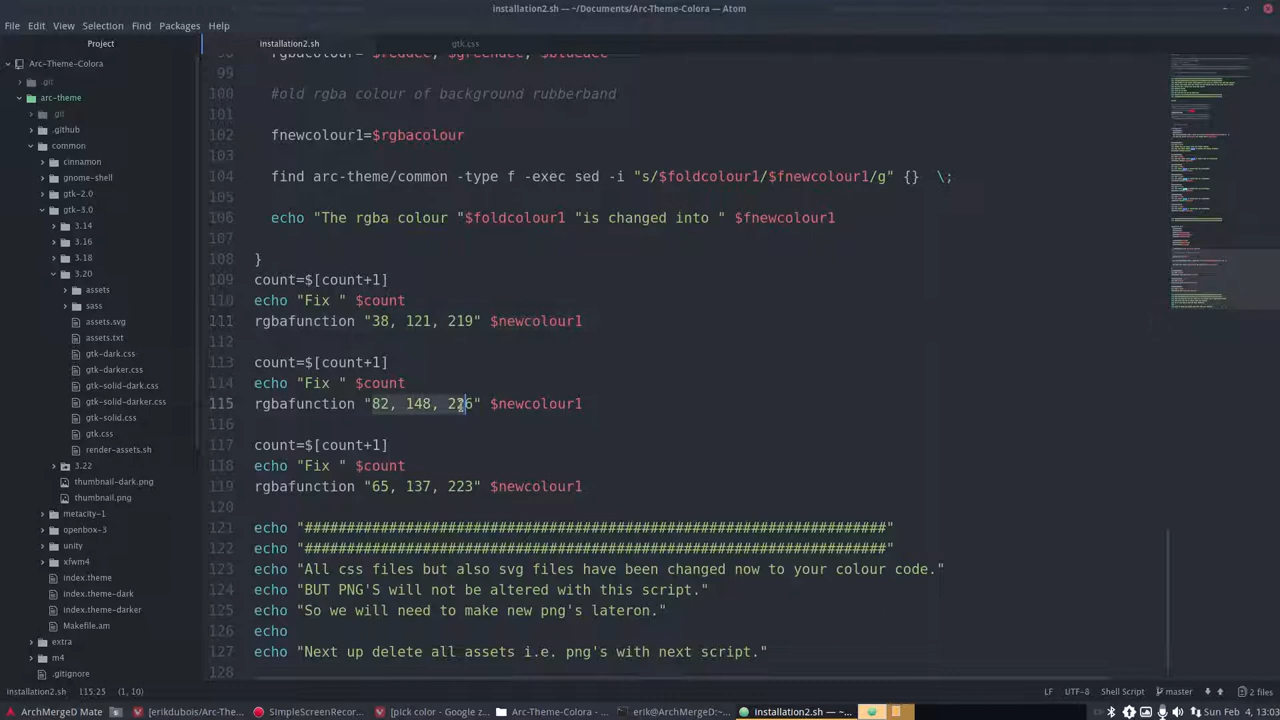 installation2.sh — ~/Documents/Arc-Theme-Colora — Atom
File Edit View Selection Find Packages Help
Project
installation2.sh
gtk.css
Arc-Theme-Colora
.git
arc-theme
.git
.github
common
cinnamon
gnome-shell
gtk-2.0
gtk-3.0
3.14
3.16
3.18
3.20
assets
sass
assets.svg
assets.txt
gtk-dark.css
gtk-darker.css
gtk-solid-dark.css
gtk-solid-darker.css
gtk-solid.css
gtk.css
render-assets.sh
3.22
thumbnail-dark.png
thumbnail.png
metacity-1
openbox-3
unity
xfwm4
index.theme
index.theme-dark
index.theme-darker
Makefile.am
extra
m4
.gitignore
99
100 #old rgba colour of background rubberband
101
102 fnewcolour1=$rgbacolour
103
104 find arc-theme/common -type f -exec sed -i "s/$foldcolour1/$fnewcolour1/g" {} \;
105
106 echo "The rgba colour "$foldcolour1 "is changed into " $fnewcolour1
107
108 }
109 count=$[count+1]
110 echo "Fix " $count
111 rgbafunction "38, 121, 219" $newcolour1
112
113 count=$[count+1]
114 echo "Fix " $count
115 rgbafunction "82, 148, 226" $newcolour1
116
117 count=$[count+1]
118 echo "Fix " $count
119 rgbafunction "65, 137, 223" $newcolour1
120
121 echo "#####################################################################"
122 echo "#####################################################################"
123 echo "All css files but also svg files have been changed now to your colour code."
124 echo "BUT PNG'S will not be altered with this script."
125 echo "So we will need to make new png's lateron."
126 echo
127 echo "Next up delete all assets i.e. png's with next script."
128
installation2.sh 115:25 (1, 10) LF UTF-8 Shell Script master 2 files
ArchMergeD Mate [erikdubois/Arc-The... SimpleScreenRecor... [pick color - goo... Arc-Theme-Colora - ... erik@ArchMergeD:~... installation2.sh — ~... Sun Feb 4, 13:03